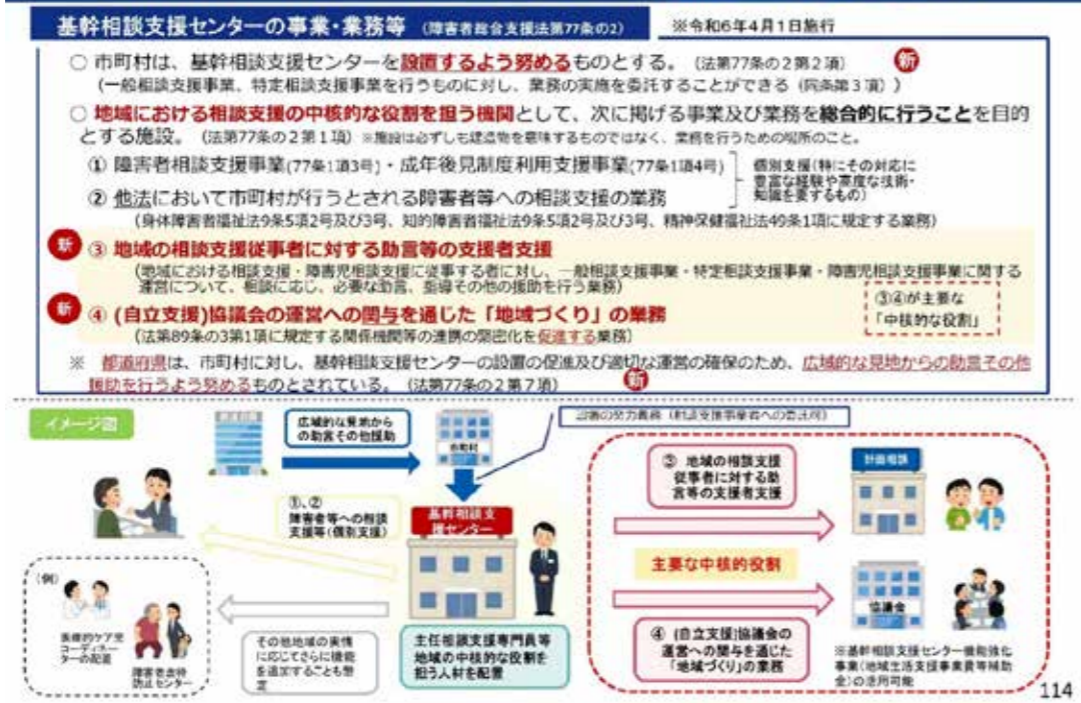 基幹相談支援センターの事業・業務等 (障害者総合支援法第77条の2)
※令和6年4月1日施行
○ 市町村は、基幹相談支援センターを設置するよう努めるものとする。(法第77条の2第2項) 新
(一般相談支援事業、特定相談支援事業を行うものに対し、業務の実施を委託することができる(同条第3項))
○ 地域における相談支援の中核的な役割を担う機関として、次に掲げる事業及び業務を総合的に行うことを目的
とする施設。(法第77条の2第1項) ※施設は必ずしも建造物を意味するものではなく、業務を行うための場所のこと。
① 障害者相談支援事業(77条1項3号)・成年後見制度利用支援事業(77条1項4号)
② 他法において市町村が行うとされる障害者等への相談支援の業務
(身体障害者福祉法9条5項2号及び3号、知的障害者福祉法9条5項2号及び3号、精神保健福祉法49条1項に規定する業務)
個別支援(特にその対応に
豊富な経験や高度な技術・
知識を要するもの)
新 ③ 地域の相談支援従事者に対する助言等の支援者支援
(地域における相談支援・障害児相談支援に従事する者に対し、一般相談支援事業・特定相談支援事業・障害児相談支援事業に関する
運営について、相談に応じ、必要な助言、指導その他の援助を行う業務)
新 ④ (自立支援)協議会の運営への関与を通じた「地域づくり」の業務
(法第89条の3第1項に規定する関係機関等の連携の緊密化を促進する業務)
③④が主要な
「中核的な役割」
※ 都道府県は、市町村に対し、基幹相談支援センターの設置の促進及び適切な運営の確保のため、広域的な見地からの助言その他
援助を行うよう努めるものとされている。(法第77条の2第7項) 新
イメージ図
都道府県
広域的な見地から
の助言その他援助
市町村
設置の努力義務(相談支援事業者への委託可)
①、②
障害者等への相談
支援等(個別支援)
基幹相談支
援センター
③ 地域の相談支援
従事者に対する助
言等の支援者支援
計画相談
主要な中核的役割
協議会
(例)
医療的ケア児
コーディネー
ターの配置
障害者虐待
防止センター
その他地域の実情
に応じてさらに機能
を追加することも想
定
主任相談支援専門員等
地域の中核的な役割を
担う人材を配置
④ (自立支援)協議会の
運営への関与を通じた
「地域づくり」の業務
※基幹相談支援センター機能強化
事業(地域生活支援事業費等補助
金)の活用可能
114